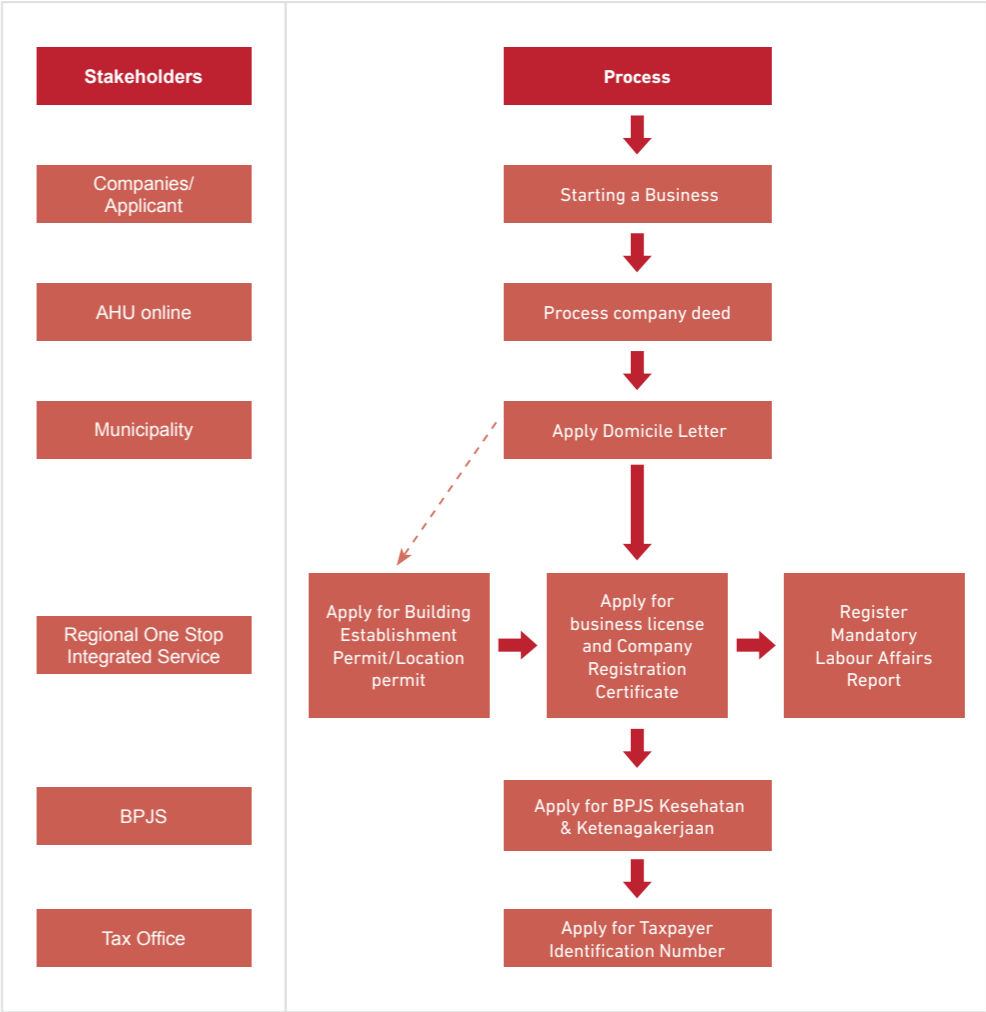 Stakeholders
Process
Companies/
Applicant
Starting a Business
AHU online
Process company deed
Municipality
Apply Domicile Letter
Regional One Stop
Integrated Service
Apply for Building
Establishment
Permit/Location
permit
Apply for
business license
and Company
Registration
Certificate
Register
Mandatory
Labour Affairs
Report
BPJS
Apply for BPJS Kesehatan
& Ketenagakerjaan
Tax Office
Apply for Taxpayer
Identification Number